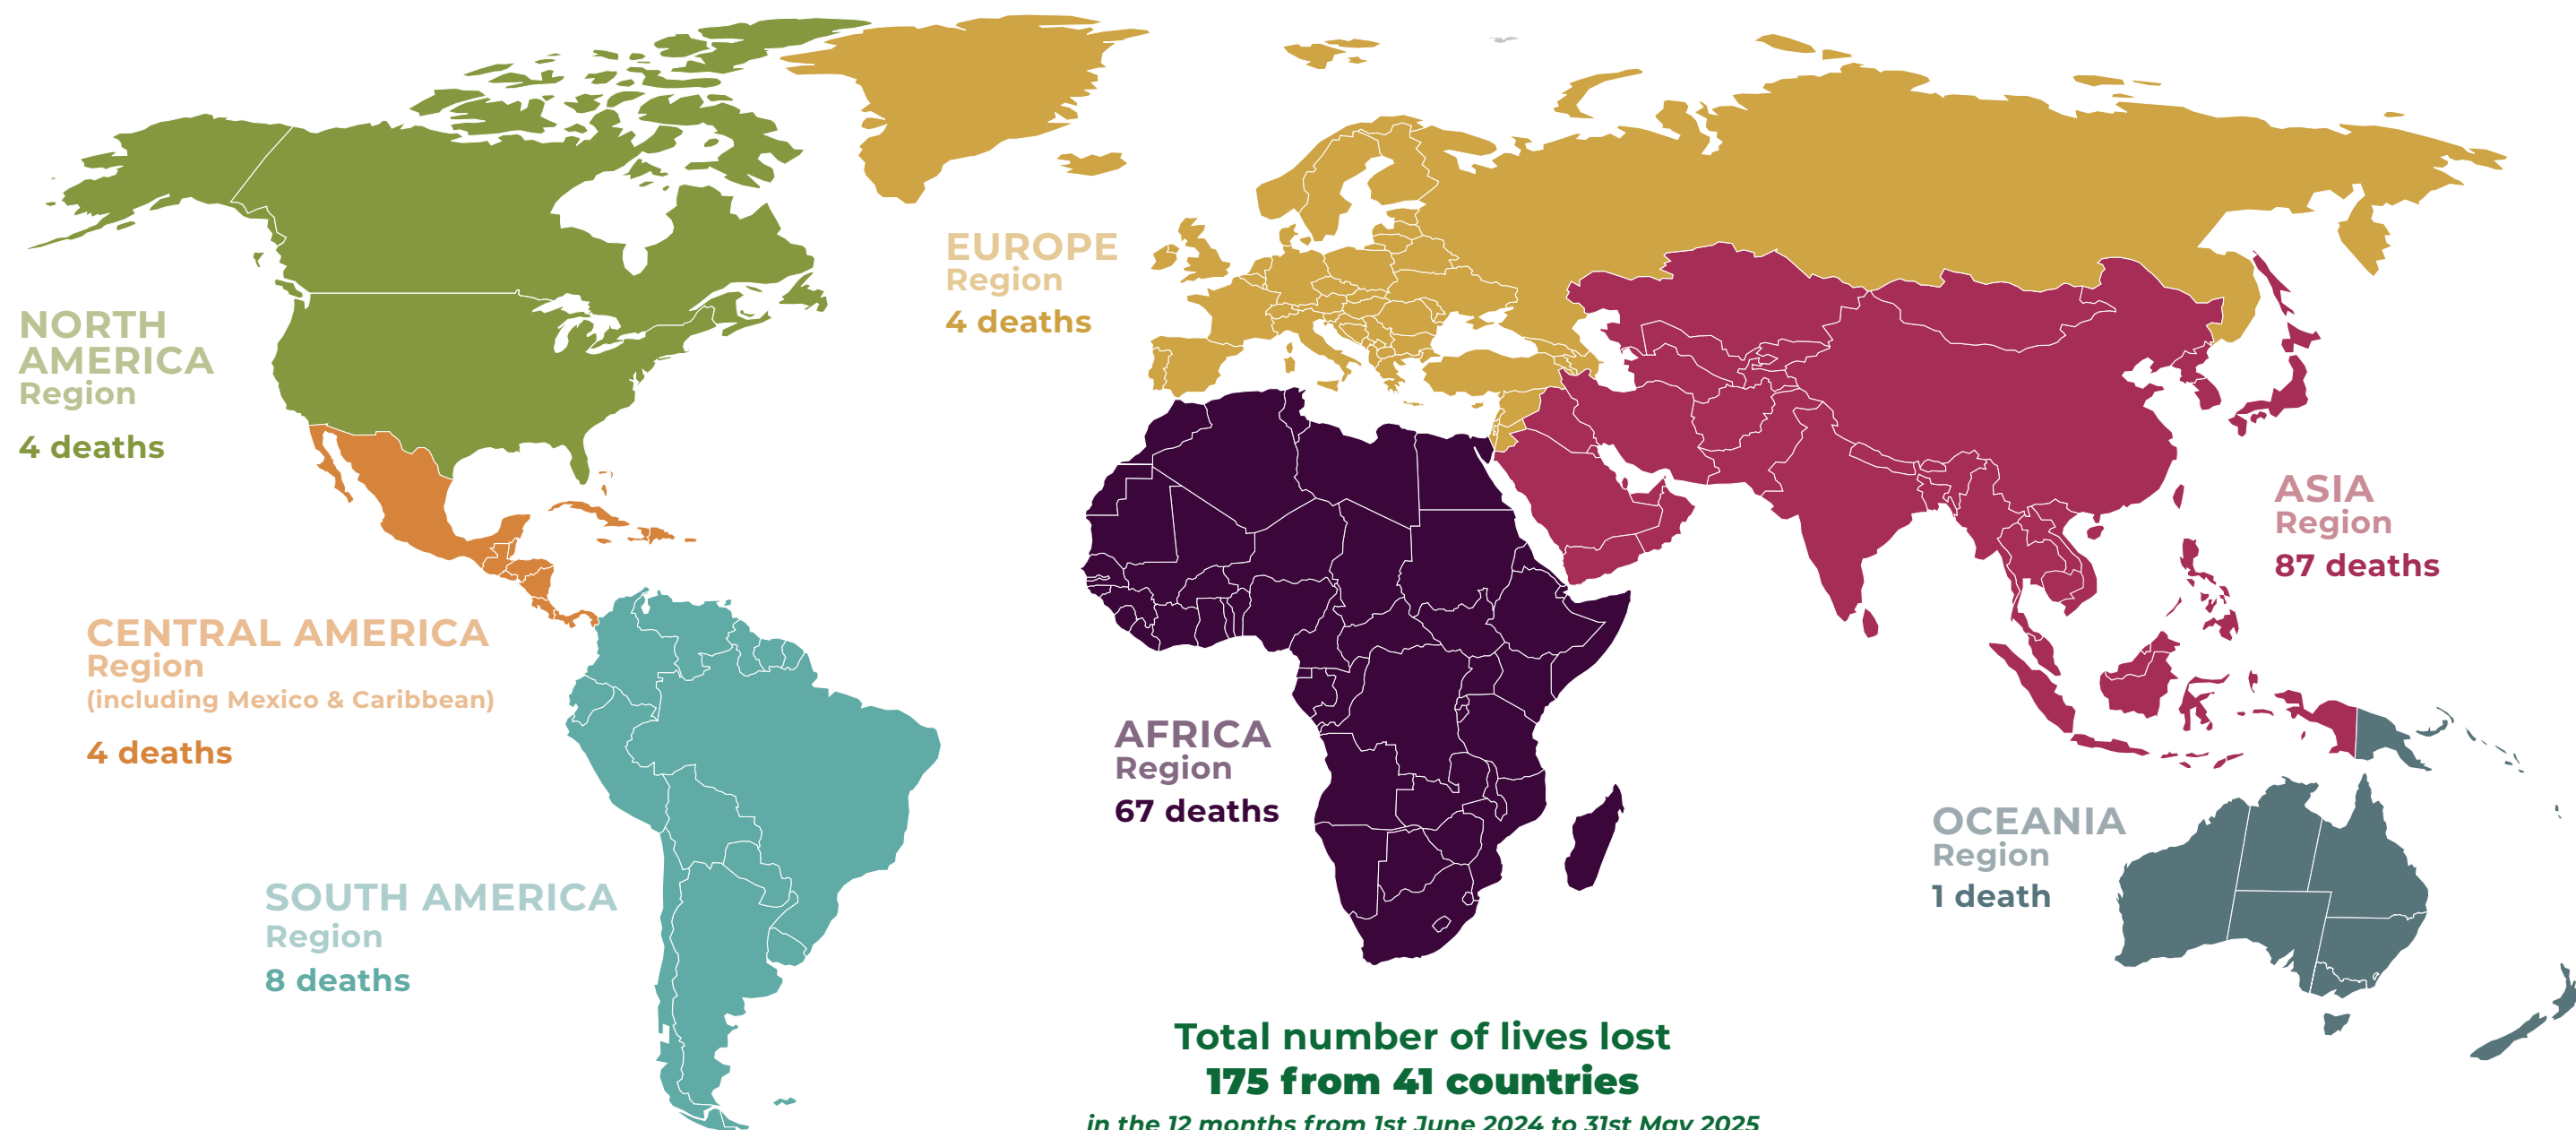 NORTH
AMERICA
Region
4 deaths
EUROPE
Region
4 deaths
ASIA
Region
87 deaths
CENTRAL AMERICA
Region
(including Mexico & Caribbean)
4 deaths
AFRICA
Region
67 deaths
OCEANIA
Region
1 death
SOUTH AMERICA
Region
8 deaths
Total number of lives lost
175 from 41 countries
in the 12 months from 1st June 2024 to 31st May 2025